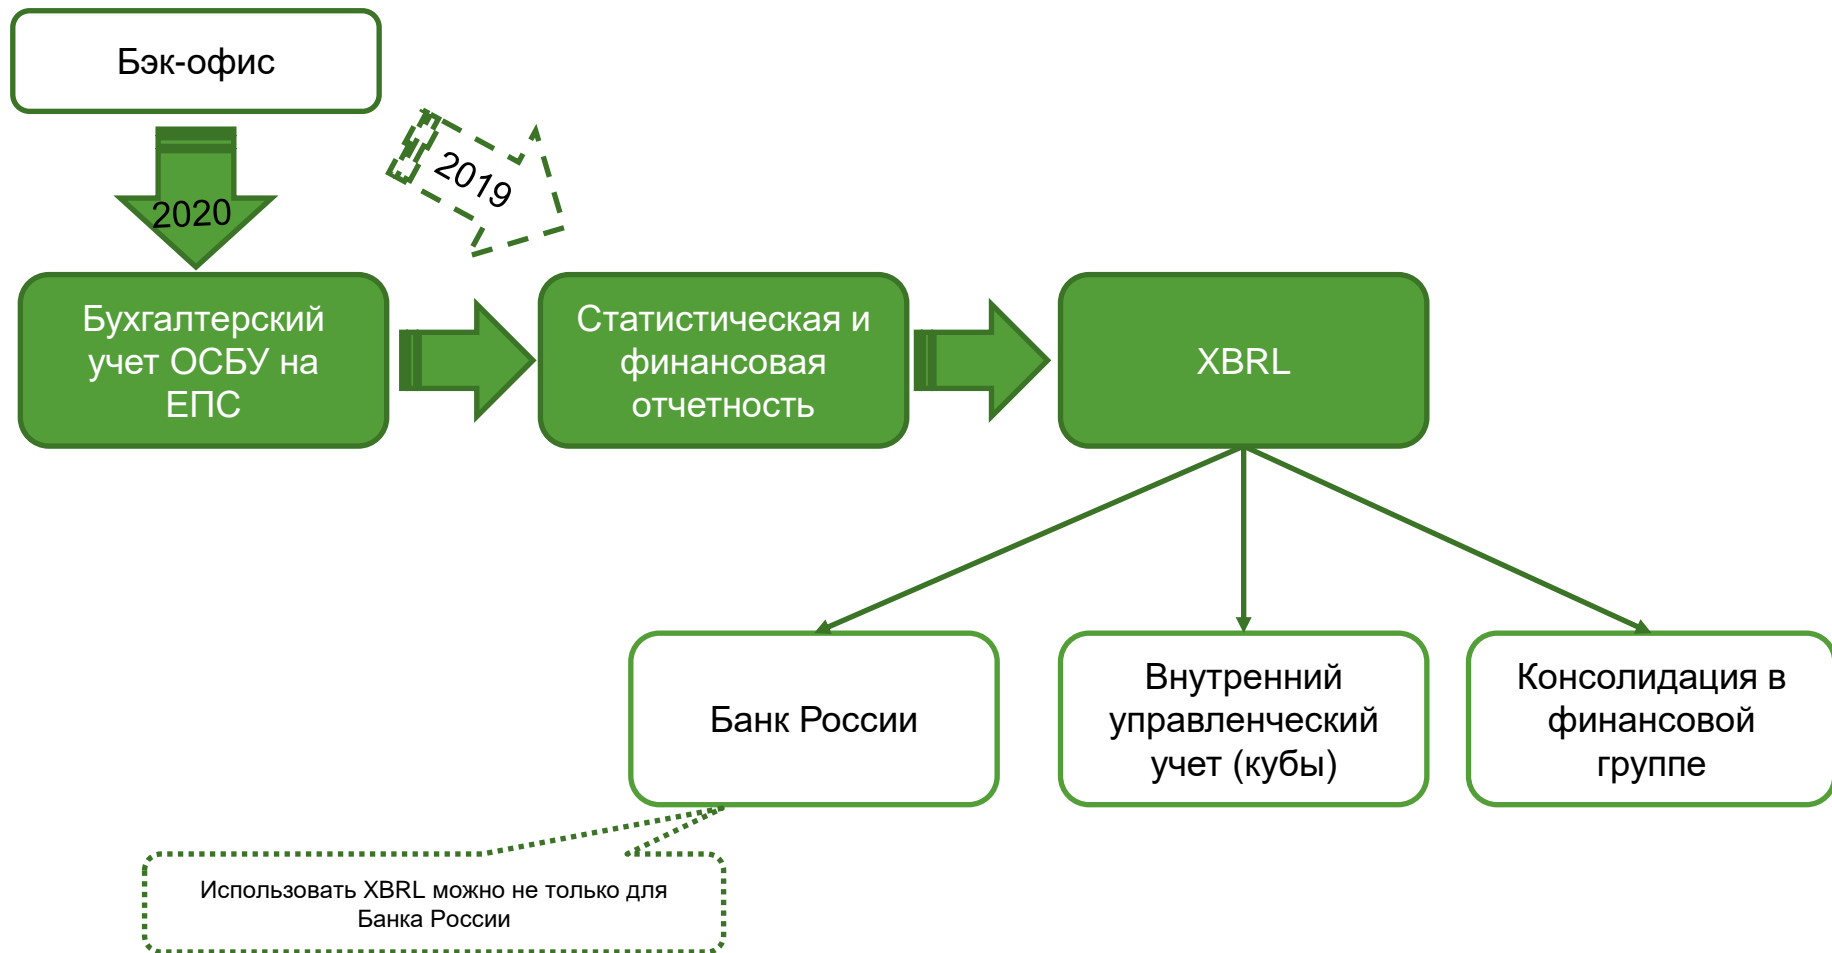 Бэк-офис
2019
2020
Бухгалтерский
учет ОСБУ на
ЕПС
Статистическая и
финансовая
отчетность
XBRL
Банк России
Внутренний
управленческий
учет (кубы)
Консолидация в
финансовой
группе
Использовать XBRL можно не только для
Банка России